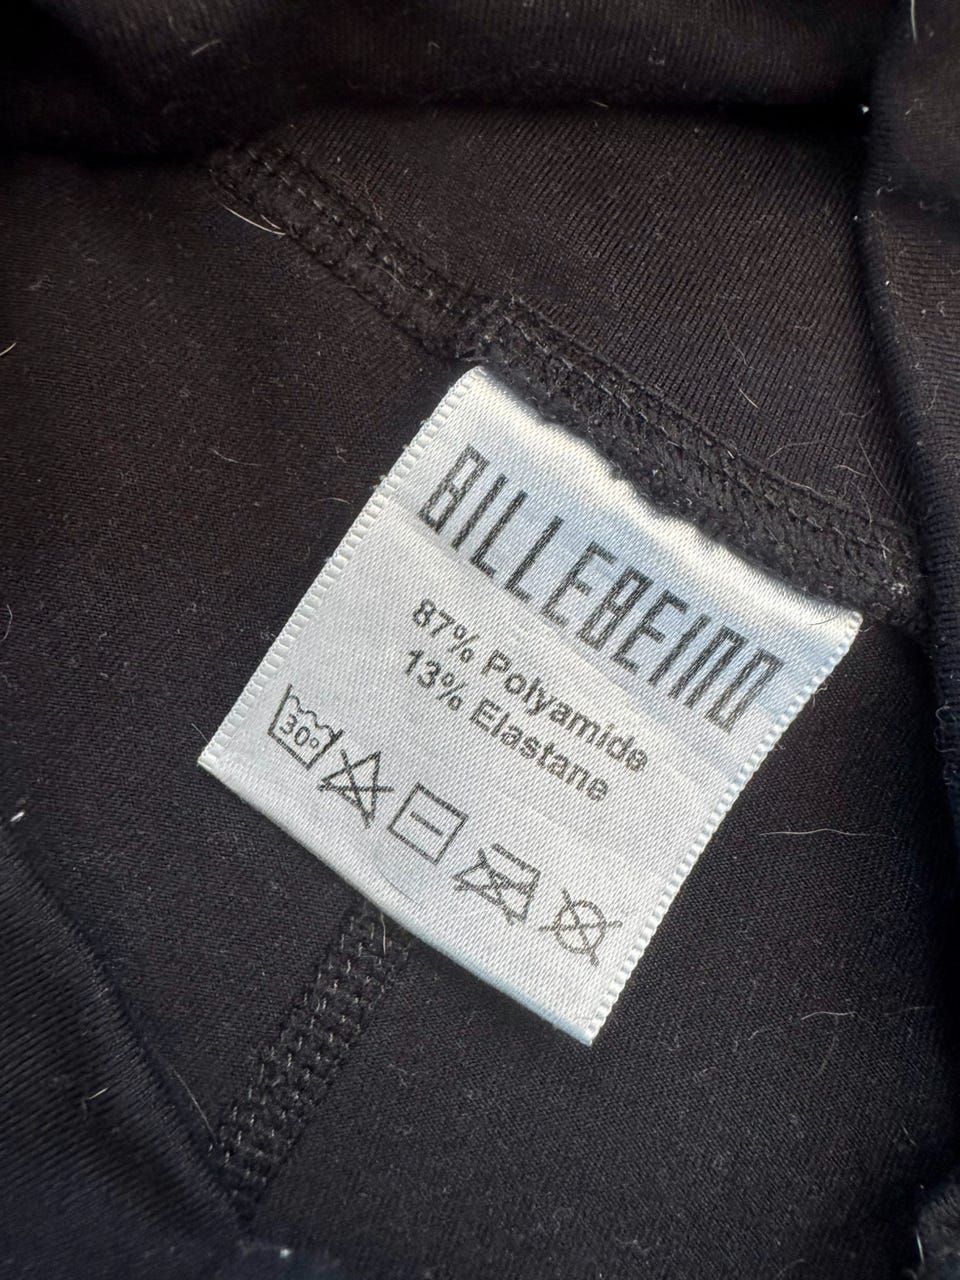 BILLEBEINO
87% Polyamide
13% Elastane
30°